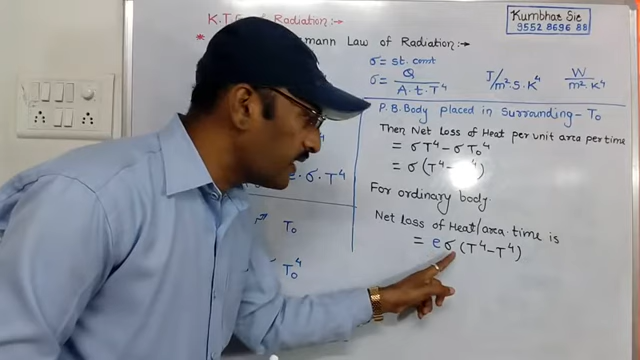 K.T.
Radiation:→
Kumbhar Sir
9552 8696 88
* mann Law of Radiation:→
σ = st. const
σ = Q / A·t·T⁴
J/m²·S·K⁴
W / m²·K⁴
P.B.Body placed in Surrounding - T₀
Then Net Loss of Heat per unit area per time
= σT⁴ - σT₀⁴
= σ(T⁴- ⁴)
e·σ·T⁴
For ordinary body.
Net loss of Heat/area·time is
= eσ(T⁴-T⁴)
T₀
T₀⁴